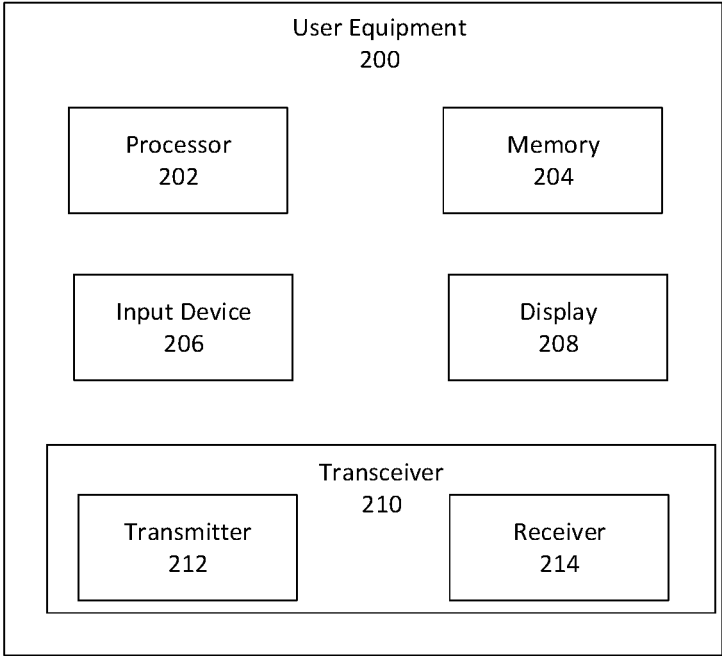 User Equipment
200
Processor
202
Memory
204
Input Device
206
Display
208
Transceiver
210
Transmitter
212
Receiver
214